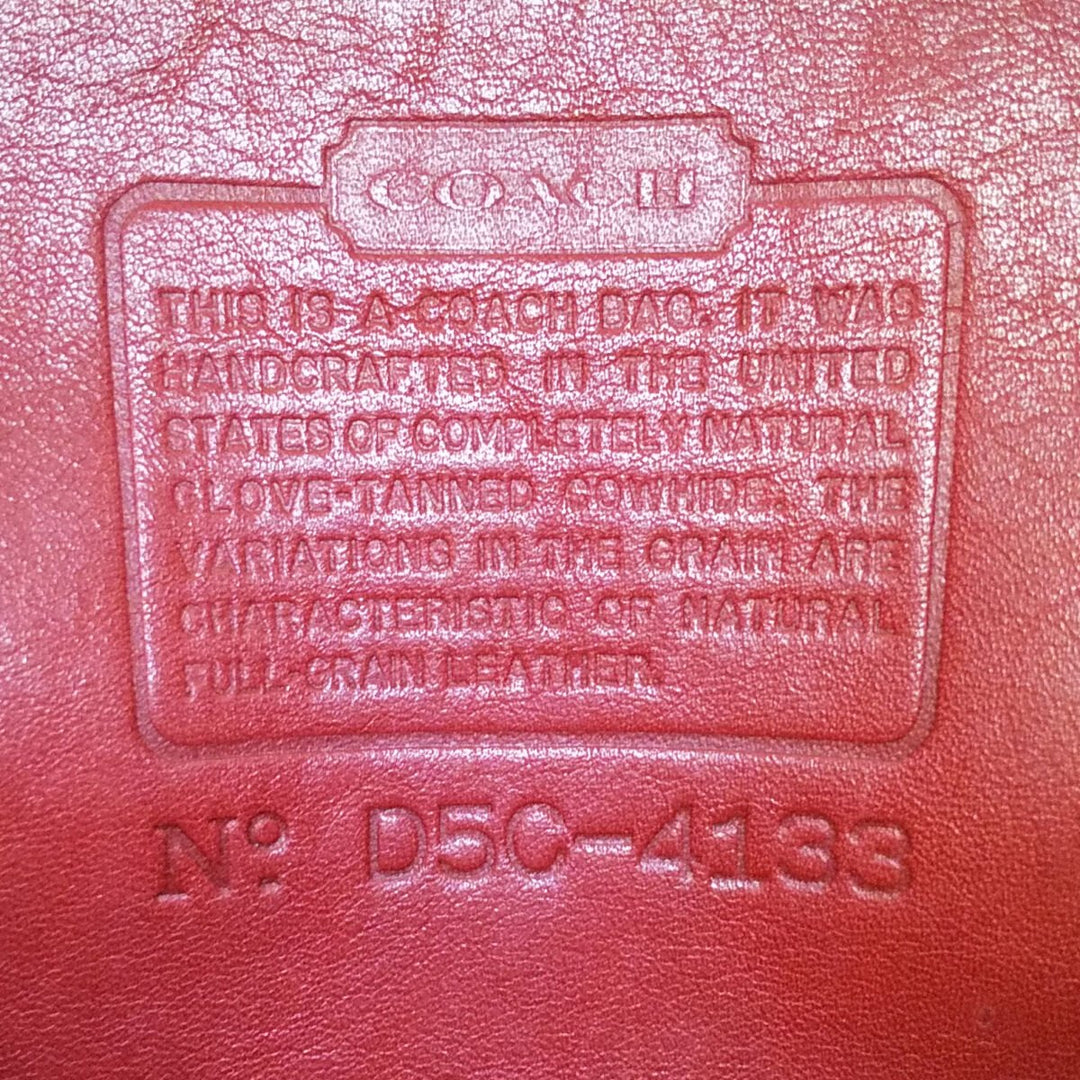 COACH
THIS IS A COACH BAG. IT WAS
HANDCRAFTED IN THE UNITED
STATES OF COMPLETELY NATURAL
GLOVE-TANNED COWHIDE. THE
VARIATIONS IN THE GRAIN ARE
CHARACTERISTIC OF NATURAL
FULL-GRAIN LEATHER.
Nº D5C-4133